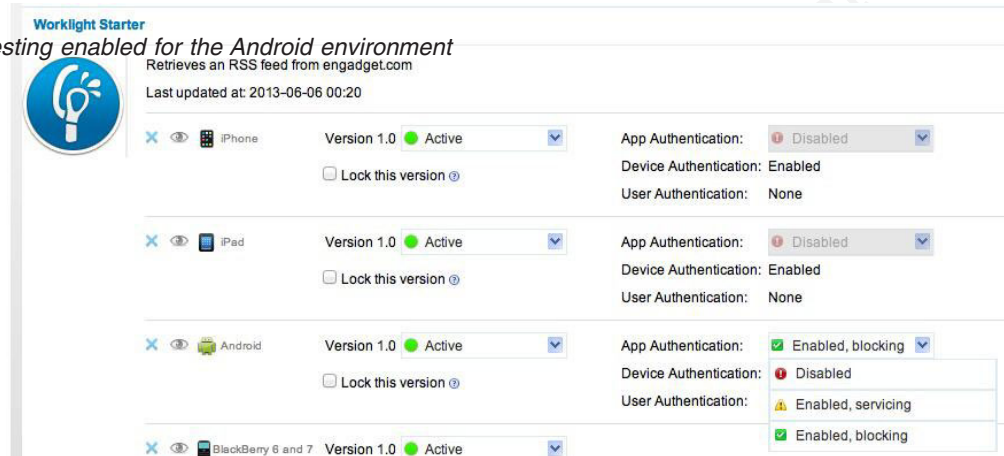 Worklight Starter
esting enabled for the Android environment
Retrieves an RSS feed from engadget.com
Last updated at: 2013-06-06 00:20
iPhone Version 1.0 Active App Authentication: Disabled
Lock this version Device Authentication: Enabled
User Authentication: None
iPad Version 1.0 Active App Authentication: Disabled
Lock this version Device Authentication: Enabled
User Authentication: None
Android Version 1.0 Active App Authentication: Enabled, blocking
Lock this version Device Authentication: Disabled
User Authentication: Enabled, servicing
Enabled, blocking
BlackBerry 6 and 7 Version 1.0 Active